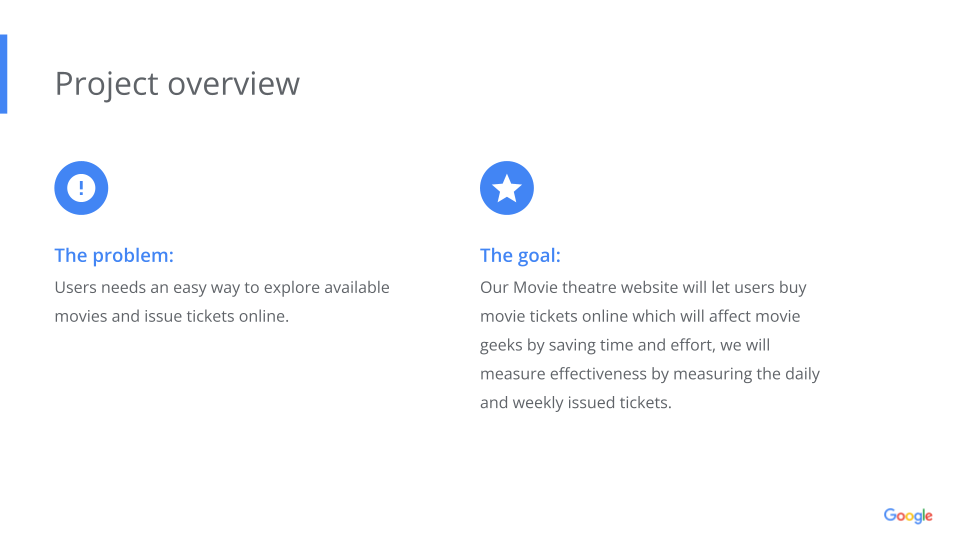 Project overview
The problem:
Users needs an easy way to explore available
movies and issue tickets online.
The goal:
Our Movie theatre website will let users buy
movie tickets online which will affect movie
geeks by saving time and effort, we will
measure effectiveness by measuring the daily
and weekly issued tickets.
Google